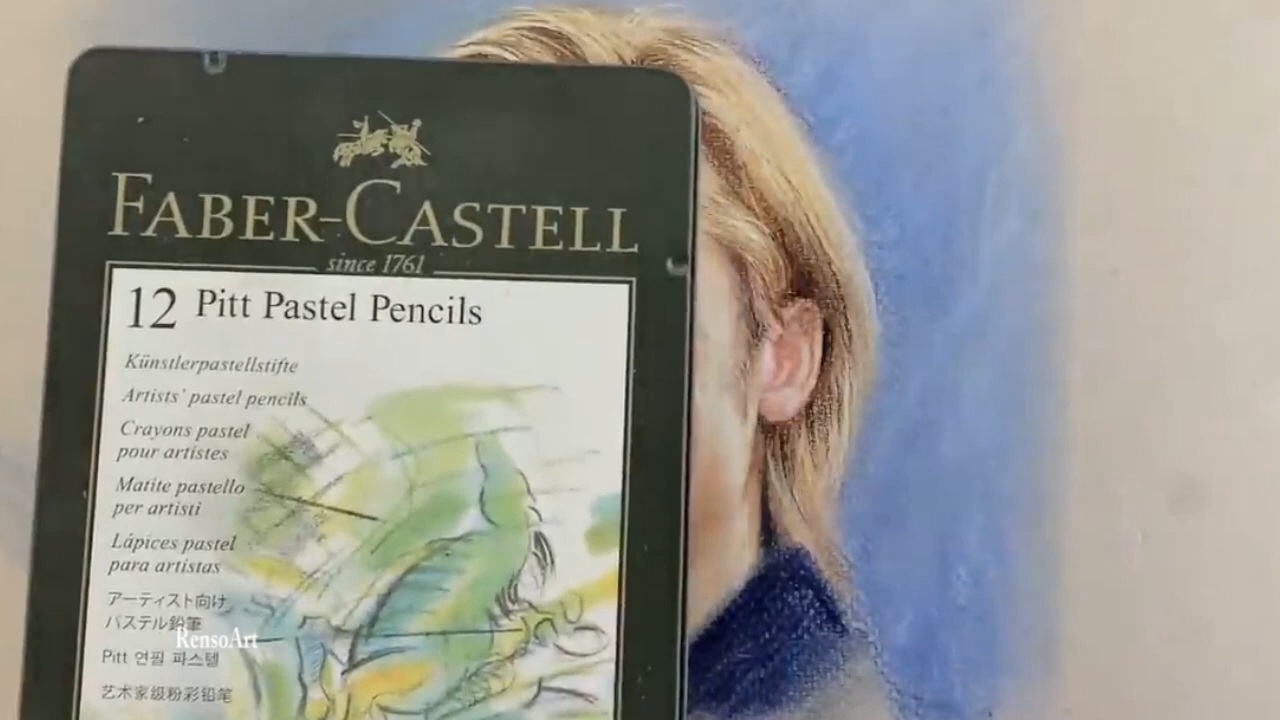 FABER-CASTELL
since 1761
12 Pitt Pastel Pencils
Künstlerpastellstifte
Artists' pastel pencils
Crayons pastel
pour artistes
Matite pastello
per artisti
Lápices pastel
para artistas
アーティスト向け
パステル鉛筆
RensoArt
Pitt 연필 파스텔
艺术家级粉彩铅笔